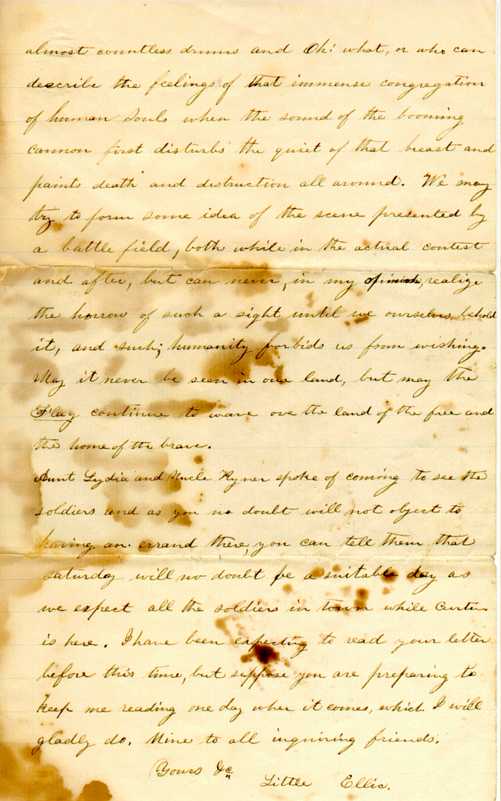 almost countless drums and Oh! what, or who can
describe the feelings of that immense congregation
of human Souls when the sound of the booming
cannon first disturbs the quiet of that heart and
paints death and distruction all around. We may
try to form some idea of the scene presented by
a battle field, both while in the actual contest
and after, but can never, in my opinion, realize
the horrow of such a sight until we ourselves behold
it, and such, humanity forbids us from wishing.
May it never be seen in our land, but may the
Flag continue to wave ove the land of the free and
the home of the brave.
Aunt Lydia and Uncle Ryner spoke of coming to see the
soldiers and as you no doubt will not object to
having an errand there, you can tell them that
saturday will no doubt be a suitable day as
we expect all the soldiers in town while Curtin
is here. I have been expecting to read your letter
before this time, but suppose you are preparing to
keep me reading one day when it comes, which I will
gladly do. Mine to all inquiring friends.
Yours &c
Little Ellic.